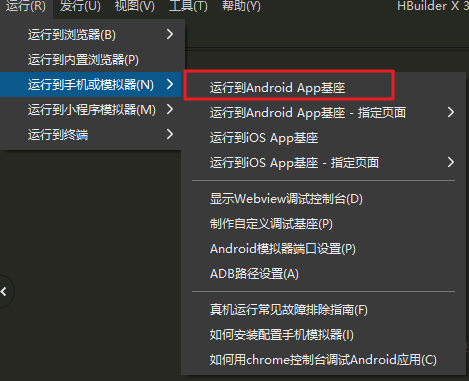 运行(R) 发行(U) 视图(V) 工具(T) 帮助(Y) HBuilder X 3
运行到浏览器(B)
运行到内置浏览器(P)
运行到手机或模拟器(N)
运行到小程序模拟器(M)
运行到终端
运行到Android App基座
运行到Android App基座 - 指定页面
运行到iOS App基座
运行到iOS App基座 - 指定页面
显示Webview调试控制台(D)
制作自定义调试基座(P)
Android模拟器端口设置(P)
ADB路径设置(A)
真机运行常见故障排除指南(F)
如何安装配置手机模拟器(I)
如何用chrome控制台调试Android应用(C)